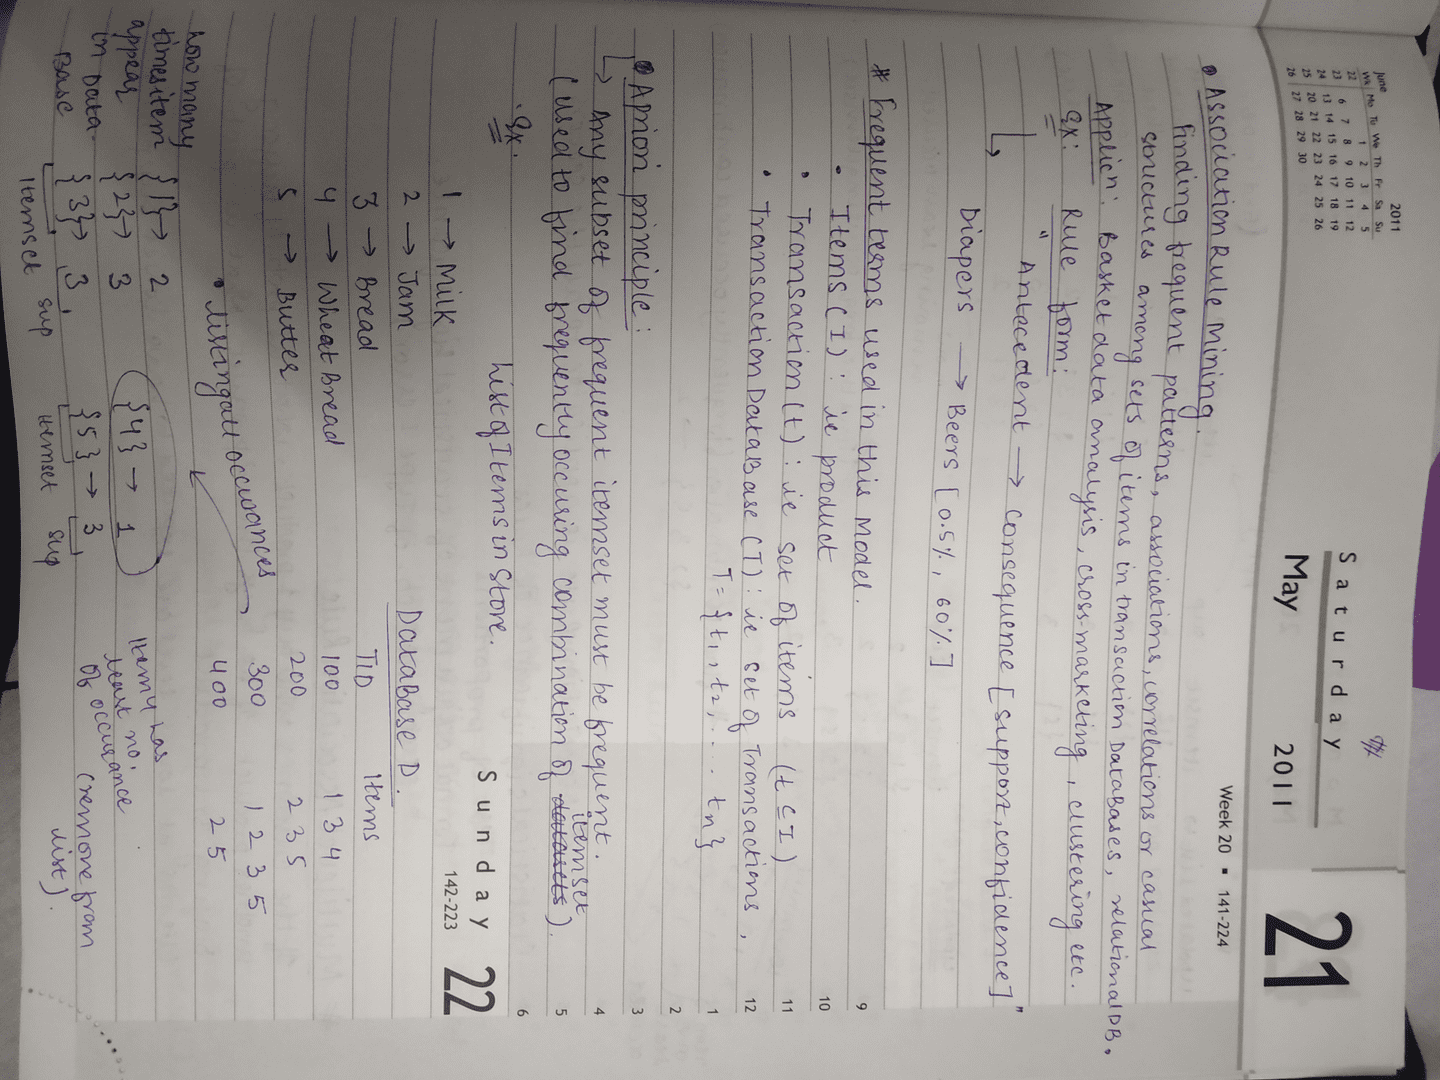 2011
June
Wk Mo Tu We Th Fr Sa Su
22 1 2 3 4 5
23 6 7 8 9 10 11 12
24 13 14 15 16 17 18 19
25 20 21 22 23 24 25 26
26 27 28 29 30
Saturday
May 2011
21
Week 20 ▪ 141-224
• Association Rule Mining.
Finding frequent patterns, associations, correlations or casual
structures among sets of items in transaction DataBases, relational DB.
Applicn: Basket data analysis, cross-marketing, clustering etc.
Ex: Rule form:
" Antecedent → consequence [support, confidence] "
↳ Diapers → Beers [0.5%, 60%]
* Frequent terms used in this Model.
• Items (I) : ie product
• Transaction (t) : ie set of items (t ⊆ I)
• Transaction DataBase (T) : ie set of Transactions,
T = {t1, t2, .... tn}
• Apriori principle:
↳ Any subset of frequent itemset must be frequent.
(used to find frequently occuring combination of itemset).
Ex. List of Items in Store.
1 → Milk
2 → Jam
3 → Bread
4 → Wheat Bread
5 → Butter
Sunday 22
142-223
DataBase D.
TID Items
100 1 3 4
200 2 3 5
300 1 2 3 5
400 2 5
• Listing all occurances
how many
times item
appear
in Data-
Base
{1} → 2
{2} → 3
{3} → 3,
Itemset sup
{4} → 1
{5} → 3
Itemset sup
Item 4 has
least no.
of occurance
(remove from
list).
9
10
11
12
1
2
3
4
5
6